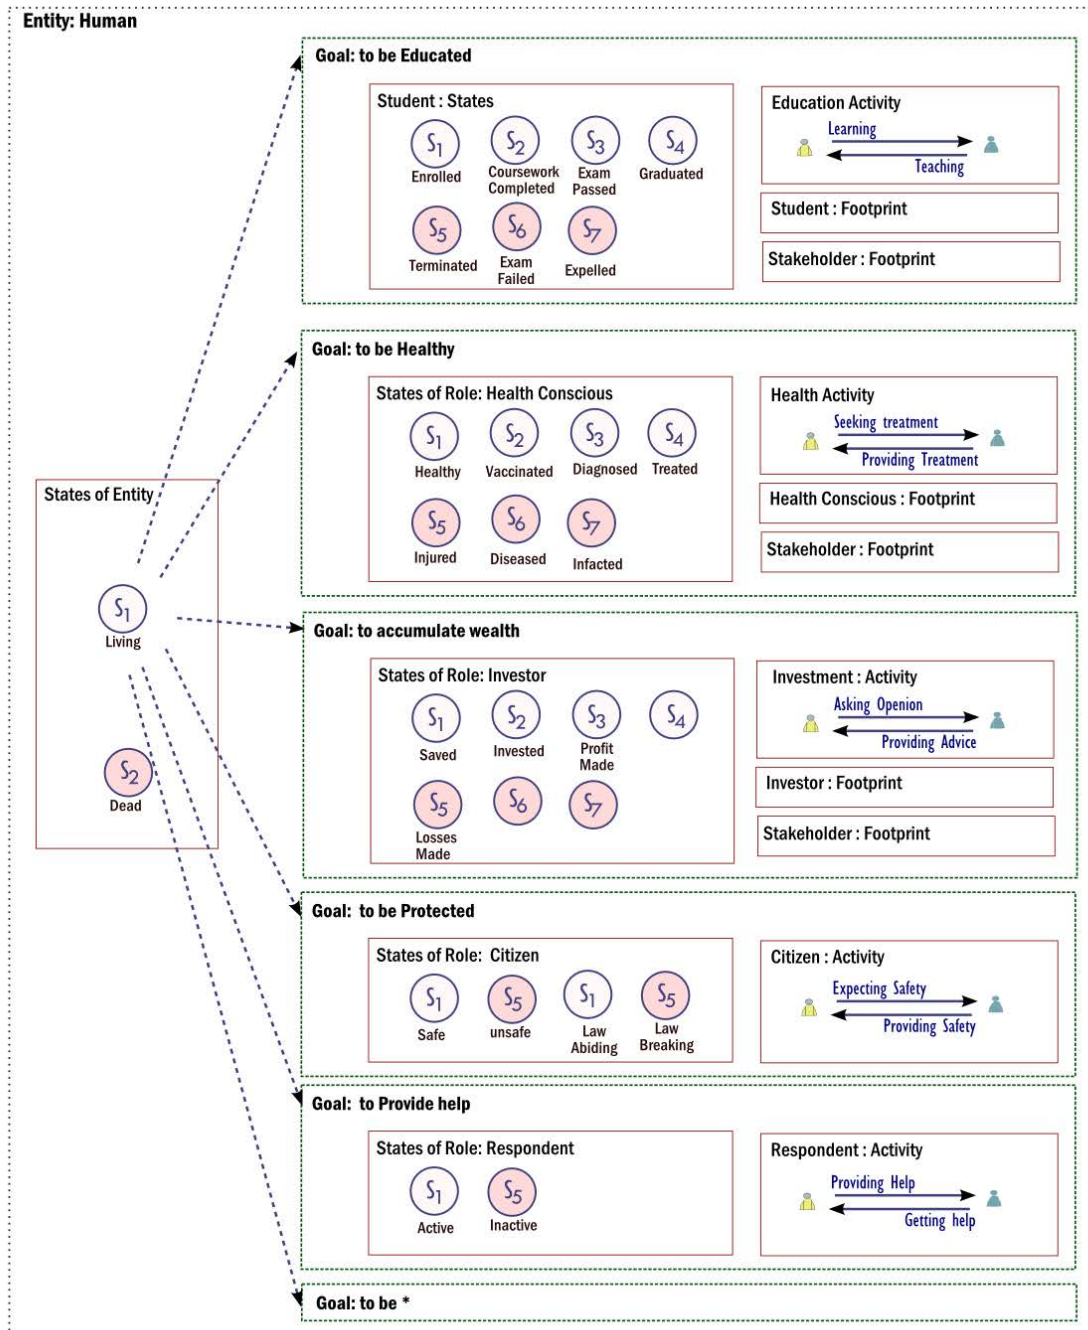 Entity: Human
Goal: to be Educated
Student : States
S1
S2
S3
S4
Enrolled
Coursework
Completed
Exam
Passed
Graduated
S5
S6
S7
Terminated
Exam
Failed
Expelled
Education Activity
Learning
Teaching
Student : Footprint
Stakeholder : Footprint
Goal: to be Healthy
States of Role: Health Conscious
S1
S2
S3
S4
Healthy
Vaccinated
Diagnosed
Treated
S5
S6
S7
Injured
Diseased
Infacted
Health Activity
Seeking treatment
Providing Treatment
Health Conscious : Footprint
Stakeholder : Footprint
States of Entity
S1
Living
S2
Dead
Goal: to accumulate wealth
States of Role: Investor
S1
S2
S3
S4
Saved
Invested
Profit
Made
S5
S6
S7
Losses
Made
Investment : Activity
Asking Openion
Providing Advice
Investor : Footprint
Stakeholder : Footprint
Goal: to be Protected
States of Role: Citizen
S1
S5
S1
S5
Safe
unsafe
Law
Abiding
Law
Breaking
Citizen : Activity
Expecting Safety
Providing Safety
Goal: to Provide help
States of Role: Respondent
S1
S5
Active
Inactive
Respondent : Activity
Providing Help
Getting help
Goal: to be *